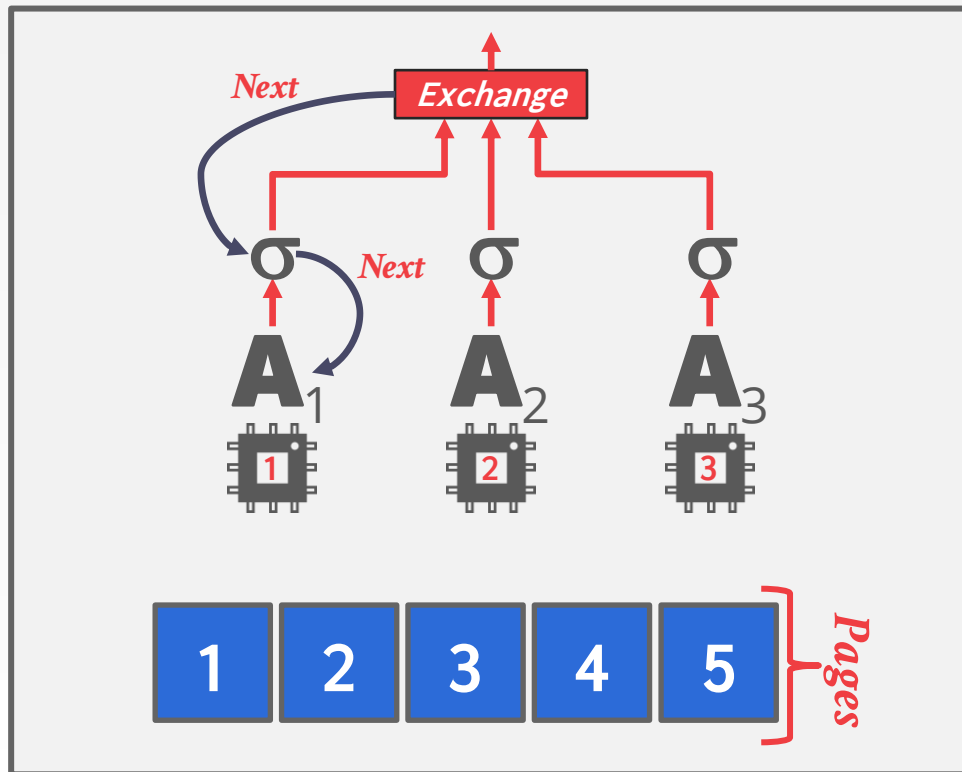 Next
Exchange
σ σ σ
Next
A1 A2 A3
1 2 3
1 2 3 4 5
Pages